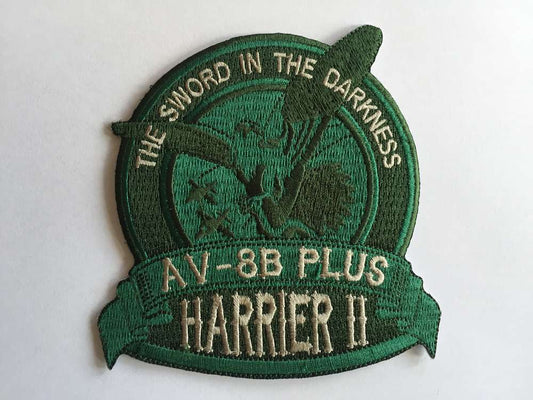 THE SWORD IN THE DARKNESS
AV-8B PLUS
HARRIER II